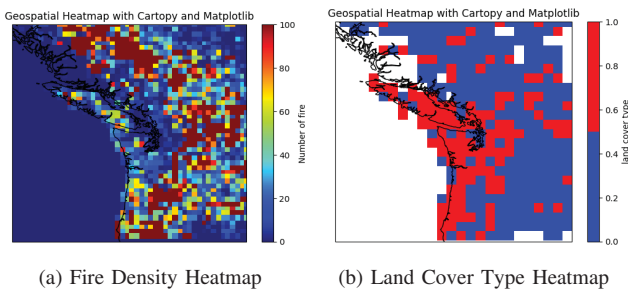 Geospatial Heatmap with Cartopy and Matplotlib
100
80
60
40
20
0
Number of fire
(a) Fire Density Heatmap
Geospatial Heatmap with Cartopy and Matplotlib
1.0
0.8
0.6
0.4
0.2
0.0
land cover type
(b) Land Cover Type Heatmap